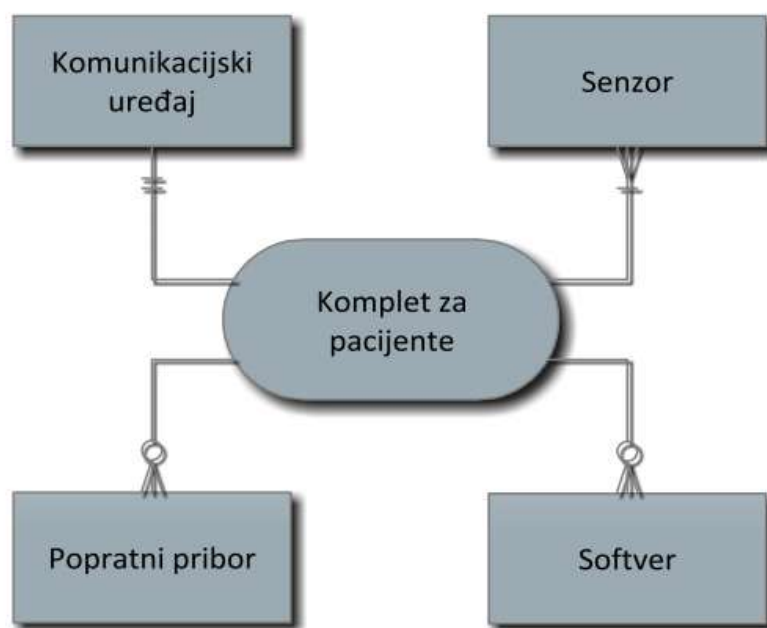 Komunikacijski
uređaj
Senzor
Komplet za
pacijente
Popratni pribor
Softver